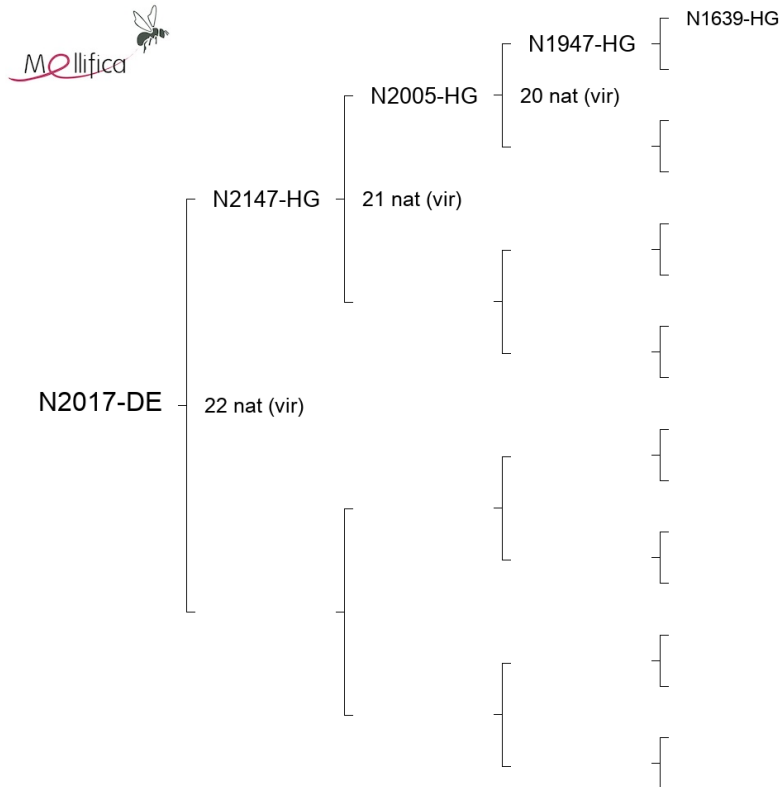 Mellifica
N1639-HG
N1947-HG
N2005-HG
20 nat (vir)
N2147-HG
21 nat (vir)
N2017-DE
22 nat (vir)